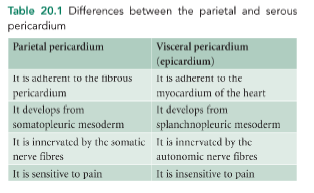 Table 20.1 Differences between the parietal and serous
pericardium
Parietal pericardium
Visceral pericardium
(epicardium)
It is adherent to the fibrous
pericardium
It is adherent to the
myocardium of the heart
It develops from
somatopleuric mesoderm
It develops from
splanchnopleuric mesoderm
It is innervated by the somatic
nerve fibres
It is innervated by the
autonomic nerve fibres
It is sensitive to pain
It is insensitive to pain